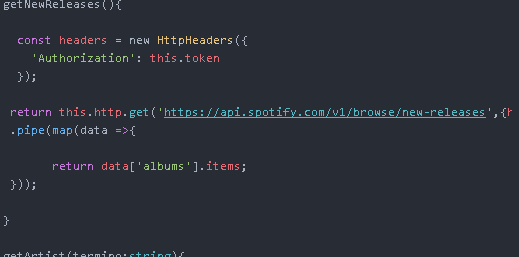 getNewReleases(){
const headers = new HttpHeaders({
'Authorization': this.token
});
return this.http.get('https://api.spotify.com/v1/browse/new-releases',{h
.pipe(map(data =>{
return data['albums'].items;
}));
}
getArtist(termino:string){